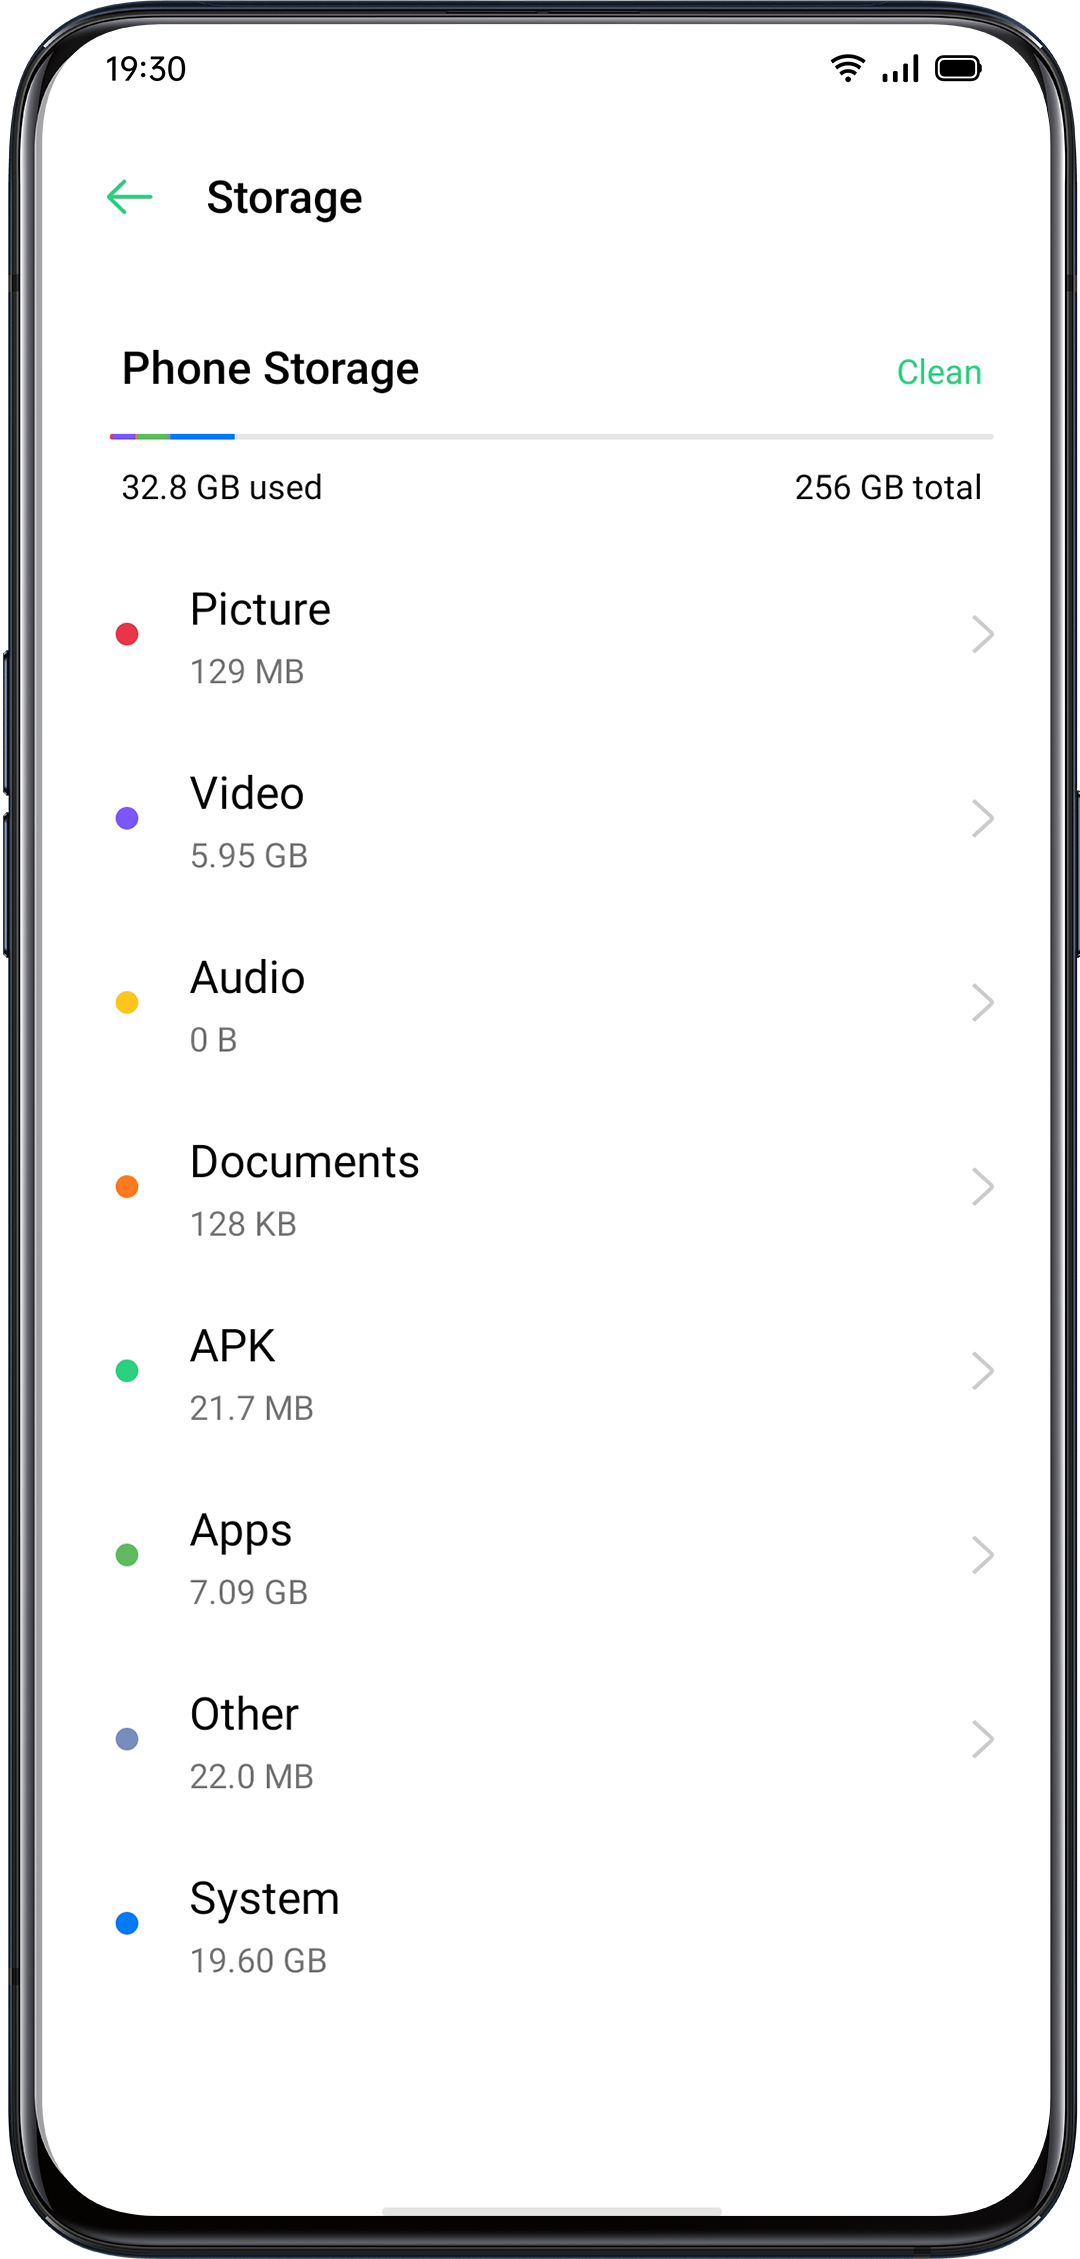 19:30
Storage
Phone Storage
Clean
32.8 GB used
256 GB total
Picture
129 MB
Video
5.95 GB
Audio
0 B
Documents
128 KB
APK
21.7 MB
Apps
7.09 GB
Other
22.0 MB
System
19.60 GB